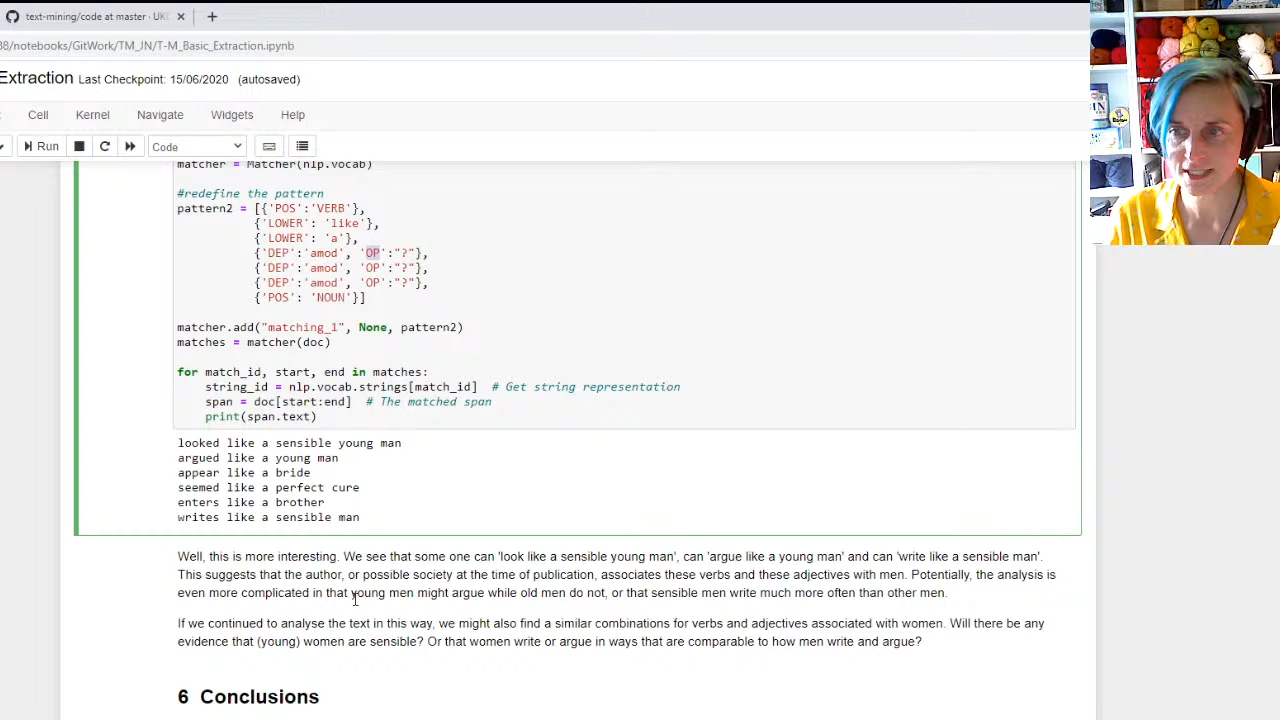 text-mining/code at master · UK
38/notebooks/GitWork/TM_JN/T-M_Basic_Extraction.ipynb
Extraction Last Checkpoint: 15/06/2020 (autosaved)
Cell Kernel Navigate Widgets Help
Run Code
matcher = Matcher(nlp.vocab)
#redefine the pattern
pattern2 = [{'POS':'VERB'},
{'LOWER': 'like'},
{'LOWER': 'a'},
{'DEP':'amod', 'OP':"?"},
{'DEP':'amod', 'OP':"?"},
{'DEP':'amod', 'OP':"?"},
{'POS': 'NOUN'}]
matcher.add("matching_1", None, pattern2)
matches = matcher(doc)
for match_id, start, end in matches:
string_id = nlp.vocab.strings[match_id] # Get string representation
span = doc[start:end] # The matched span
print(span.text)
looked like a sensible young man
argued like a young man
appear like a bride
seemed like a perfect cure
enters like a brother
writes like a sensible man
Well, this is more interesting. We see that some one can 'look like a sensible young man', can 'argue like a young man' and can 'write like a sensible man'.
This suggests that the author, or possible society at the time of publication, associates these verbs and these adjectives with men. Potentially, the analysis is
even more complicated in that young men might argue while old men do not, or that sensible men write much more often than other men.
If we continued to analyse the text in this way, we might also find a similar combinations for verbs and adjectives associated with women. Will there be any
evidence that (young) women are sensible? Or that women write or argue in ways that are comparable to how men write and argue?
6 Conclusions